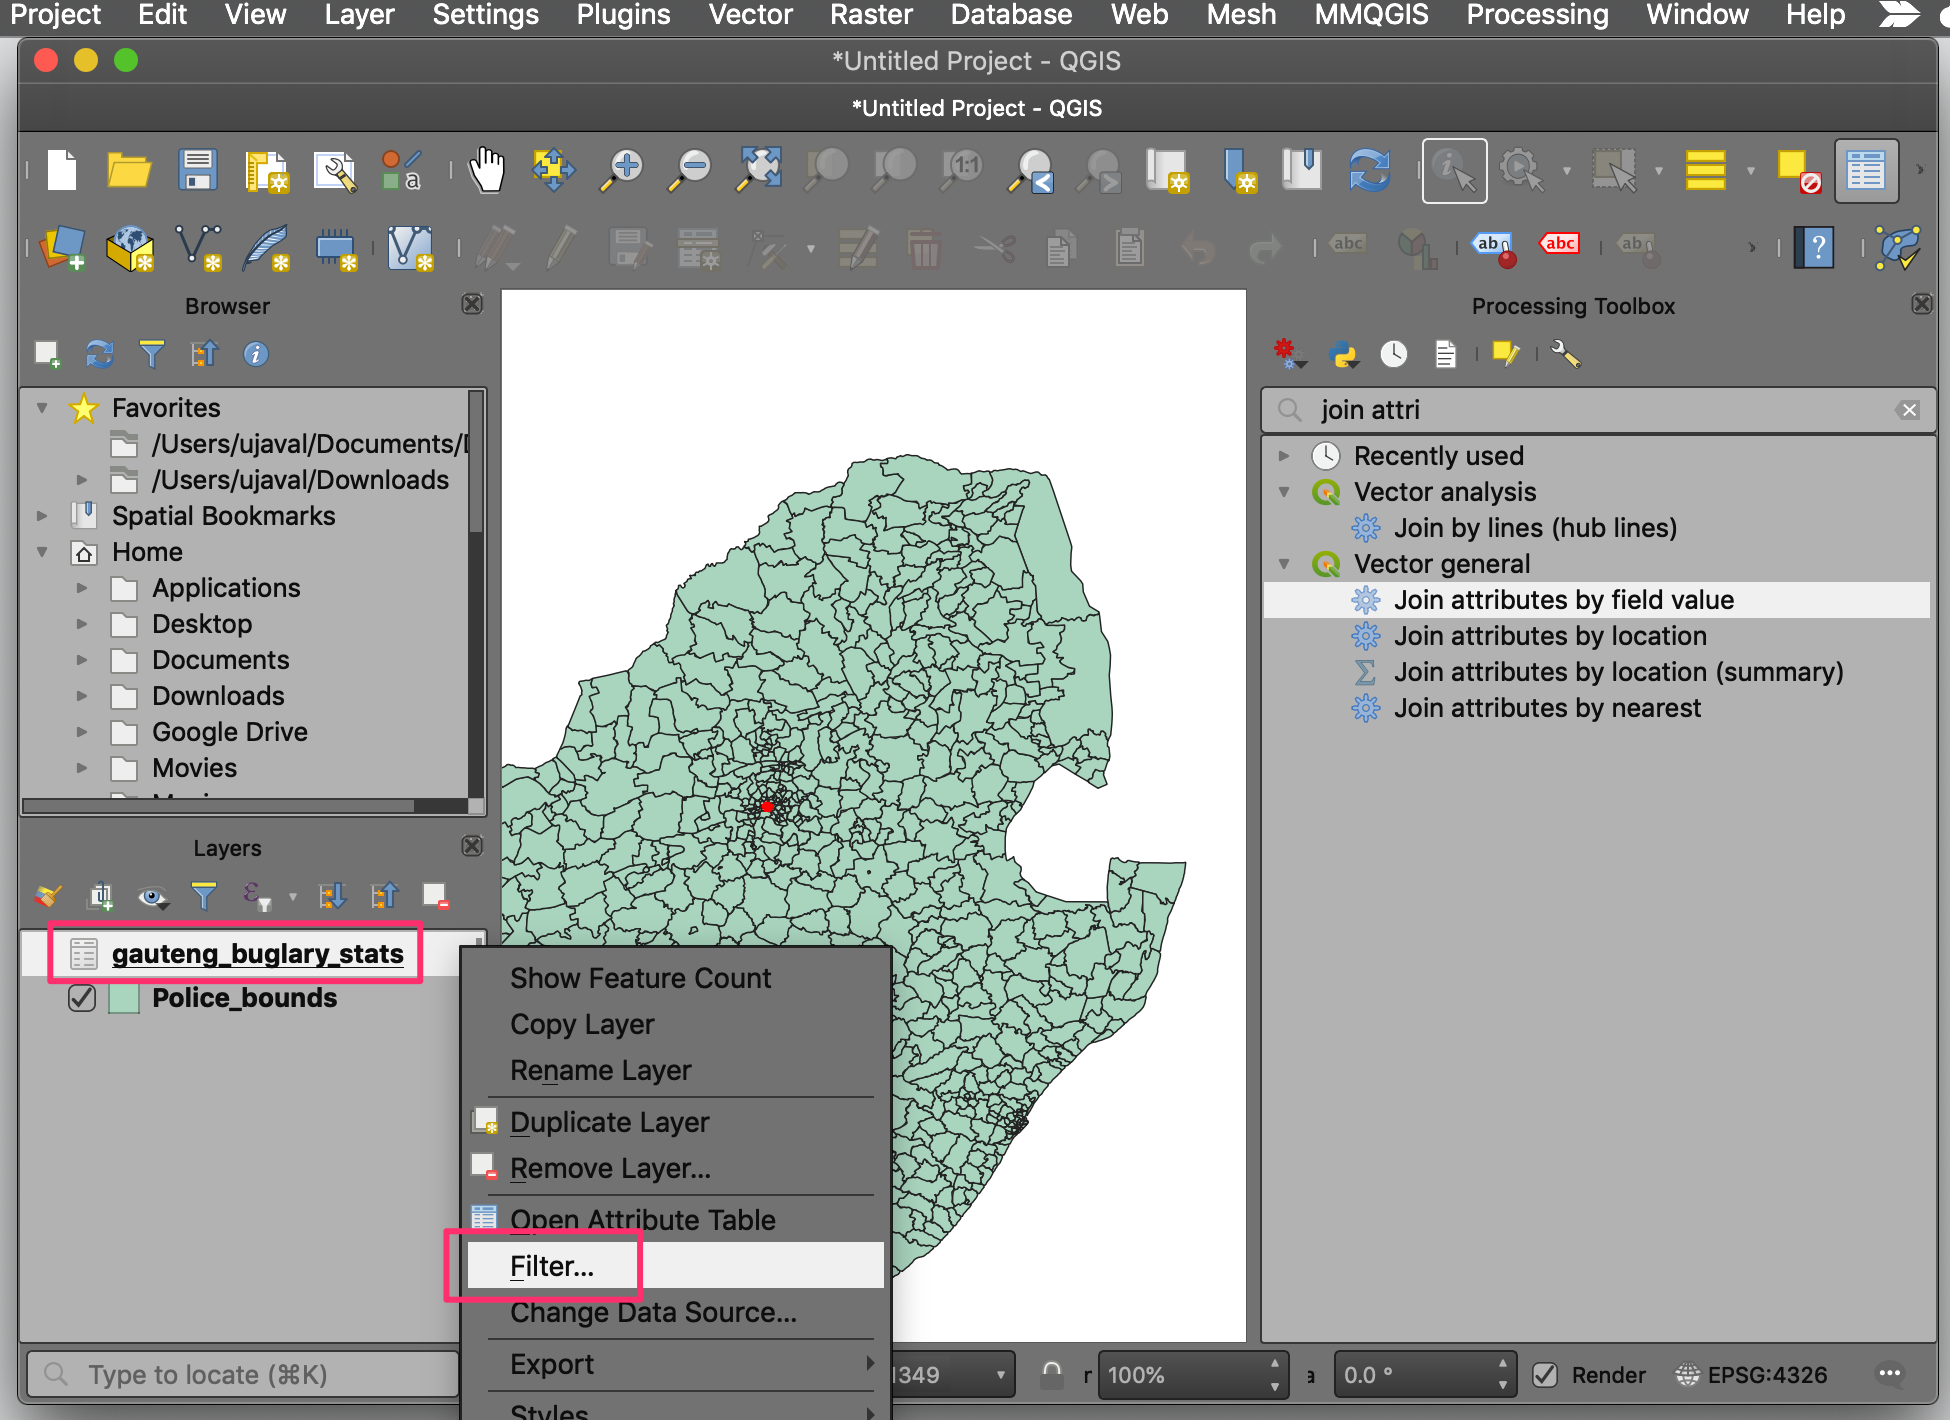 Project Edit View Layer Settings Plugins Vector Raster Database Web Mesh MMQGIS Processing Window Help
*Untitled Project - QGIS
*Untitled Project - QGIS
a 1:1
abc ab abc ab ?
Browser
Favorites
/Users/ujaval/Documents/
/Users/ujaval/Downloads
Spatial Bookmarks
Home
Applications
Desktop
Documents
Downloads
Google Drive
Movies
Layers
gauteng_buglary_stats
Police_bounds
Show Feature Count
Copy Layer
Rename Layer
Duplicate Layer
Remove Layer...
Open Attribute Table
Filter...
Change Data Source...
Export
Styles
Processing Toolbox
join attri
Recently used
Vector analysis
Join by lines (hub lines)
Vector general
Join attributes by field value
Join attributes by location
Join attributes by location (summary)
Join attributes by nearest
Type to locate (⌘K) 1349 r 100% a 0.0 ° Render EPSG:4326